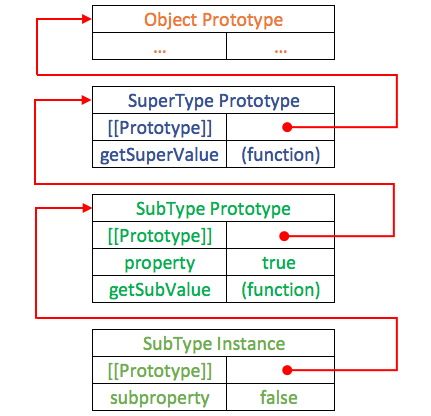 Object Prototype
... ...
SuperType Prototype
[[Prototype]]
getSuperValue (function)
SubType Prototype
[[Prototype]]
property true
getSubValue (function)
SubType Instance
[[Prototype]]
subproperty false